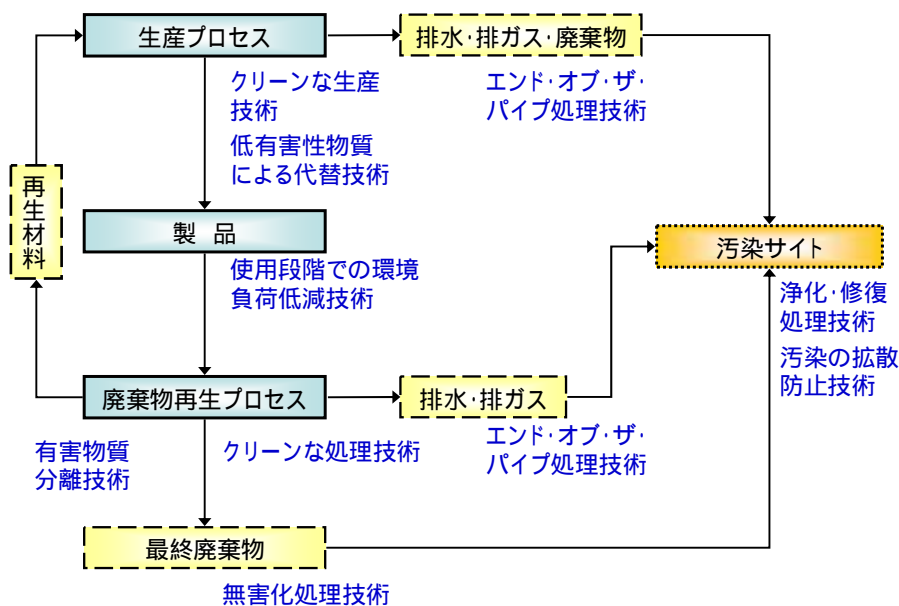 生産プロセス
排水・排ガス・廃棄物
クリーンな生産
技術
低有害性物質
による代替技術
エンド・オブ・ザ・
パイプ処理技術
再生材料
製 品
汚染サイト
使用段階での環境
負荷低減技術
浄化・修復
処理技術
汚染の拡散
防止技術
廃棄物再生プロセス
排水・排ガス
有害物質
分離技術
クリーンな処理技術
エンド・オブ・ザ・
パイプ処理技術
最終廃棄物
無害化処理技術